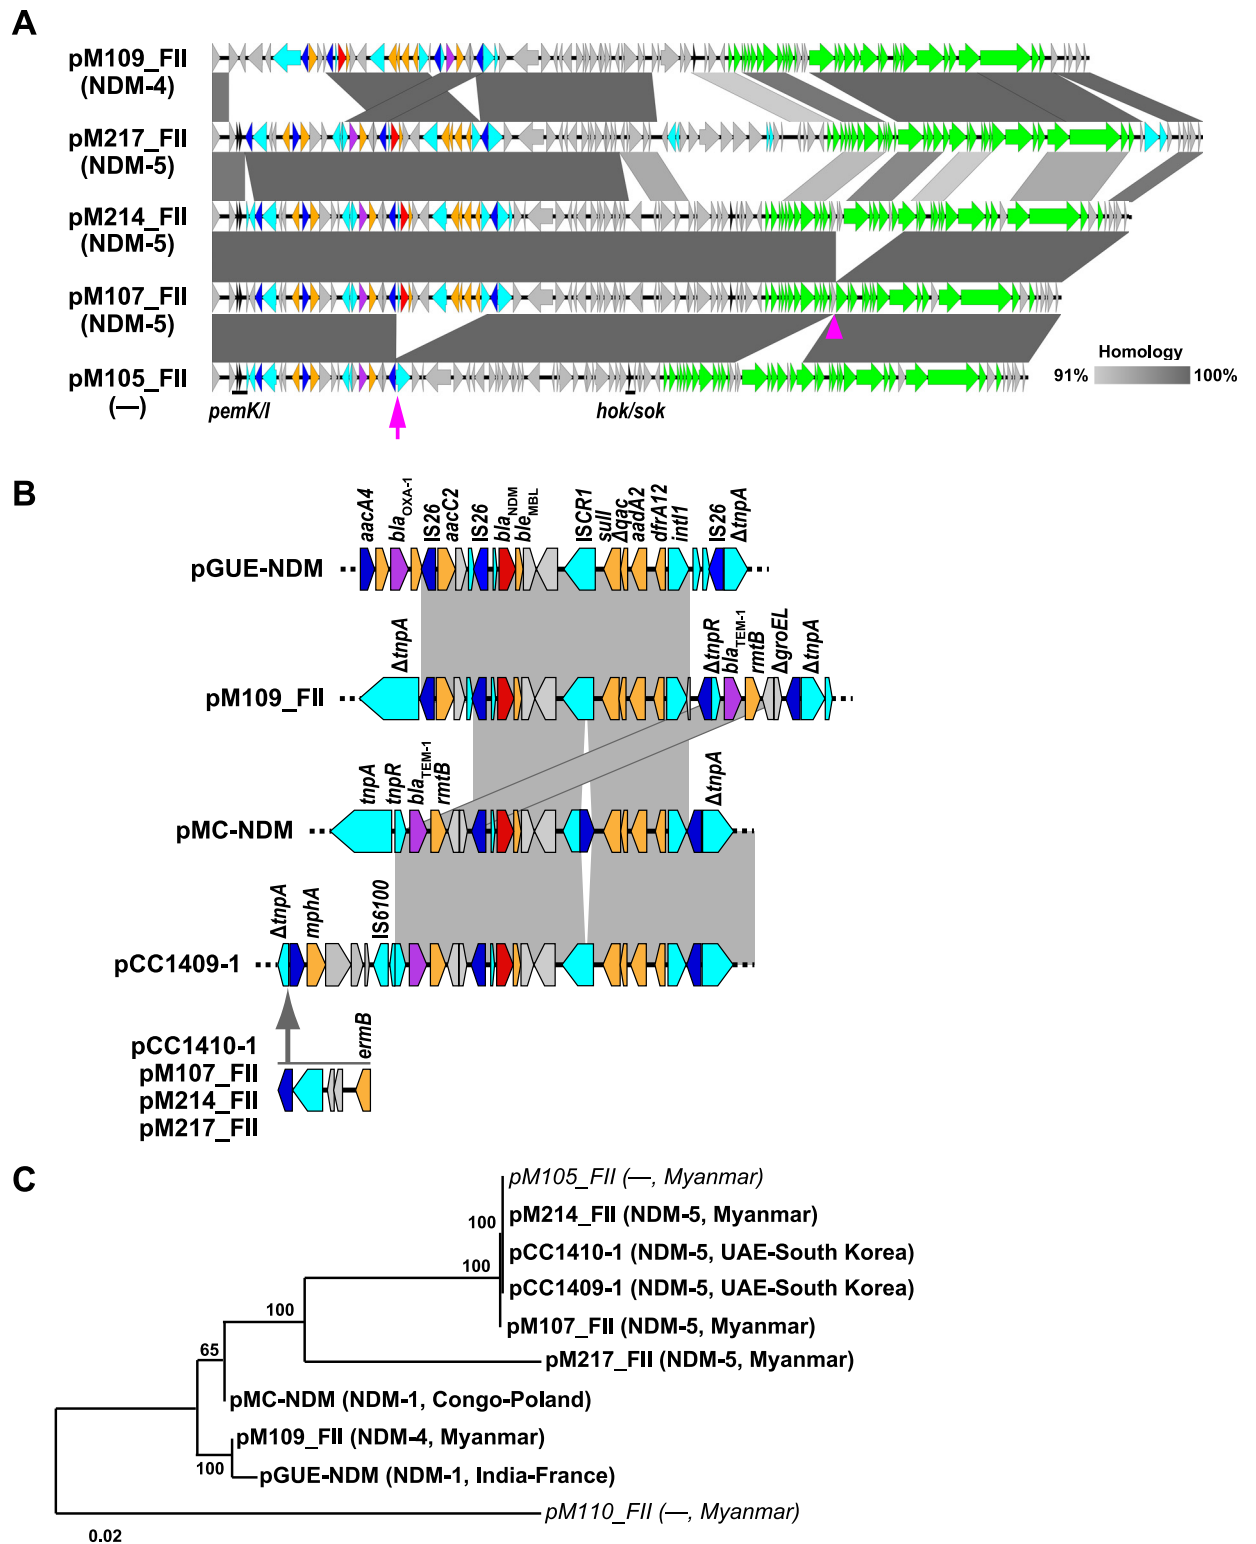 A
pM109_FII
(NDM-4)
pM217_FII
(NDM-5)
pM214_FII
(NDM-5)
pM107_FII
(NDM-5)
pM105_FII
(—)
pemK/I
hok/sok
Homology
91%
100%
B
aacA4
blaOXA-1
IS26
aacC2
IS26
blaNDM
bleMBL
ISCR1
sulI
Δqac
aadA2
dfrA12
intI1
IS26
ΔtnpA
pGUE-NDM
ΔtnpA
ΔtnpR
blaTEM-1
rmtB
ΔgroEL
ΔtnpA
pM109_FII
tnpA
tnpR
blaTEM-1
rmtB
ΔtnpA
pMC-NDM
ΔtnpA
mphA
IS6100
pCC1409-1
pCC1410-1
pM107_FII
pM214_FII
pM217_FII
ermB
C
pM105_FII (—, Myanmar)
100
pM214_FII (NDM-5, Myanmar)
pCC1410-1 (NDM-5, UAE-South Korea)
100
pCC1409-1 (NDM-5, UAE-South Korea)
100
pM107_FII (NDM-5, Myanmar)
65
pM217_FII (NDM-5, Myanmar)
pMC-NDM (NDM-1, Congo-Poland)
pM109_FII (NDM-4, Myanmar)
100
pGUE-NDM (NDM-1, India-France)
pM110_FII (—, Myanmar)
0.02